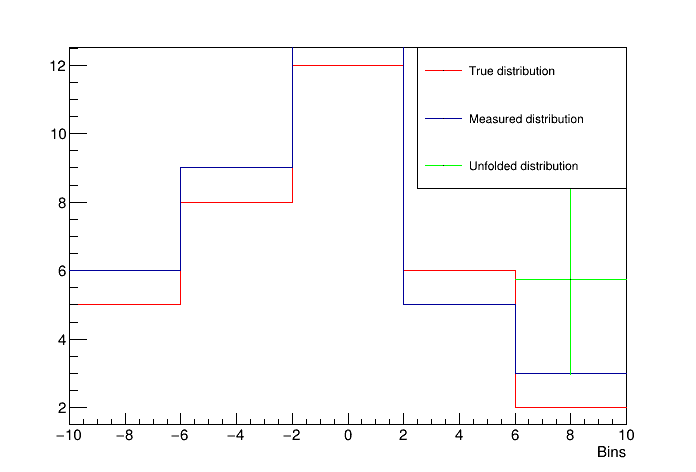 12
10
8
6
4
2
−10 −8 −6 −4 −2 0 2 4 6 8 10
Bins
True distribution
Measured distribution
Unfolded distribution